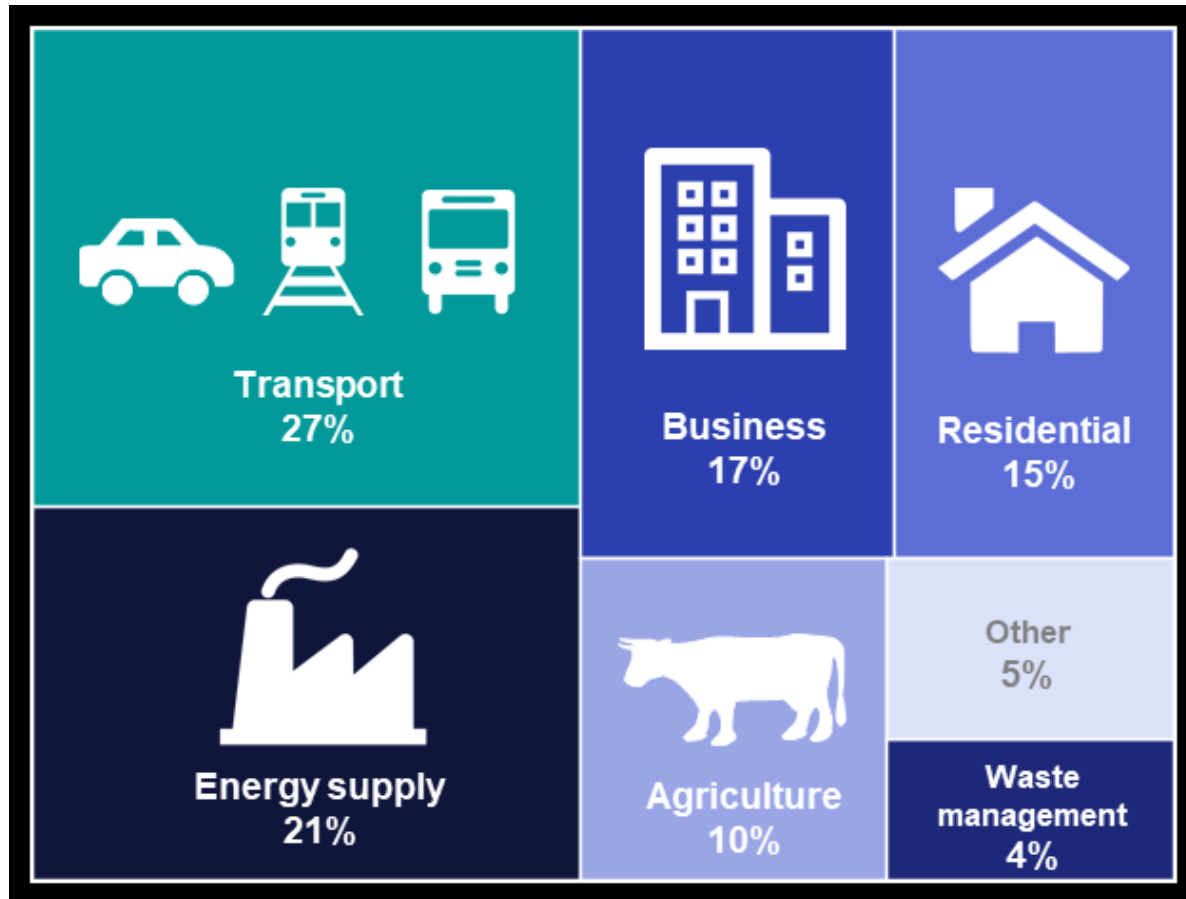 Transport
27%
Business
17%
Residential
15%
Energy supply
21%
Agriculture
10%
Other
5%
Waste
management
4%